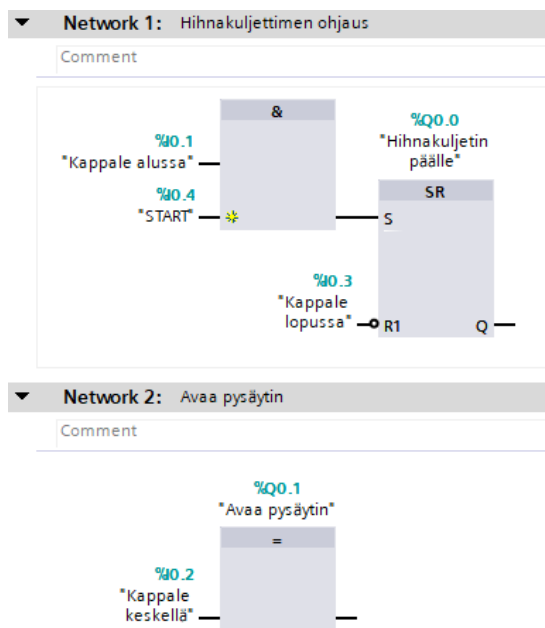 Network 1: Hihnakuljettimen ohjaus
Comment
&
%I0.1
"Kappale alussa"
%I0.4
"START"
%Q0.0
"Hihnakuljetin
päälle"
SR
S
%I0.3
"Kappale
lopussa"
R1 Q
Network 2: Avaa pysäytin
Comment
%Q0.1
"Avaa pysäytin"
=
%I0.2
"Kappale
keskellä"